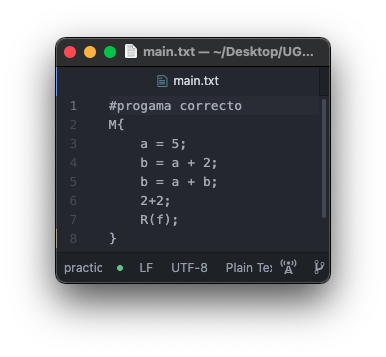 main.txt — ~/Desktop/UG...
main.txt
1 #progama correcto
2 M{
3 a = 5;
4 b = a + 2;
5 b = a + b;
6 2+2;
7 R(f);
8 }
practic LF UTF-8 Plain Tex